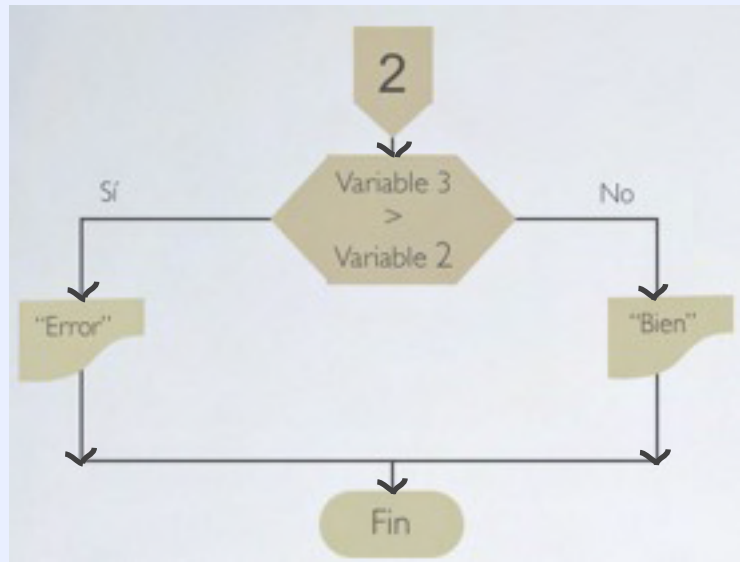 2
Variable 3
>
Variable 2
Sí
No
“Error”
“Bien”
Fin